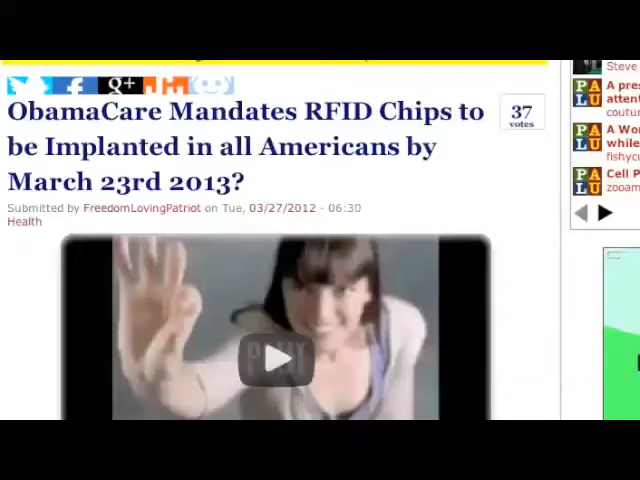 g+
ObamaCare Mandates RFID Chips to
be Implanted in all Americans by
March 23rd 2013?
37
votes
Submitted by FreedomLovingPatriot on Tue, 03/27/2012 - 06:30
Health
Steve
P A
L U
A pres
attent
coutur
P A
L U
A Wor
while
fishycu
P A
L U
Cell P
zooam